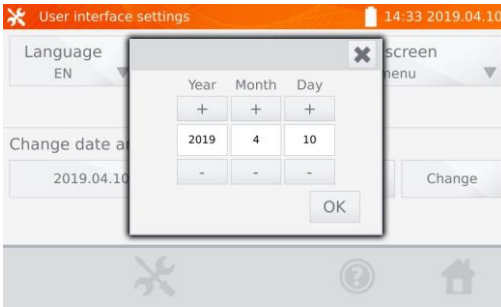 User interface settings
14:33 2019.04.10
Language
screen
EN
menu
Year Month Day
+ + +
2019 4 10
- - -
OK
Change date a
2019.04.10
Change